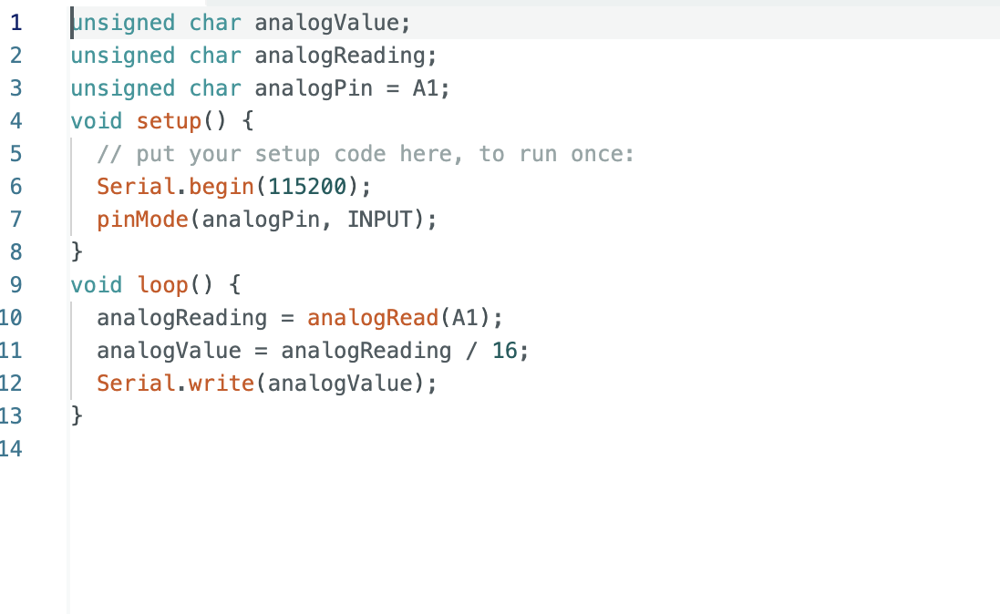 1 unsigned char analogValue;
2 unsigned char analogReading;
3 unsigned char analogPin = A1;
4 void setup() {
5   // put your setup code here, to run once:
6   Serial.begin(115200);
7   pinMode(analogPin, INPUT);
8 }
9 void loop() {
10   analogReading = analogRead(A1);
11   analogValue = analogReading / 16;
12   Serial.write(analogValue);
13 }
14